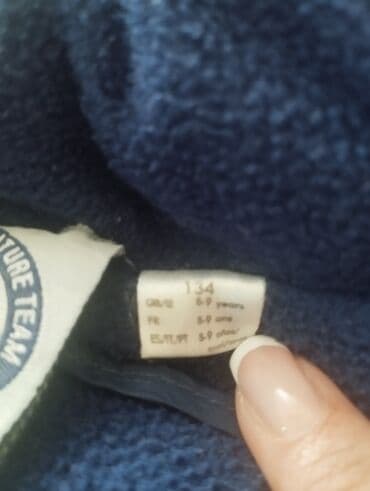 TURE TEAM
134
GB/IE 8-9 years
FR 8-9 ans
ES/IT/PT 8-9 años/